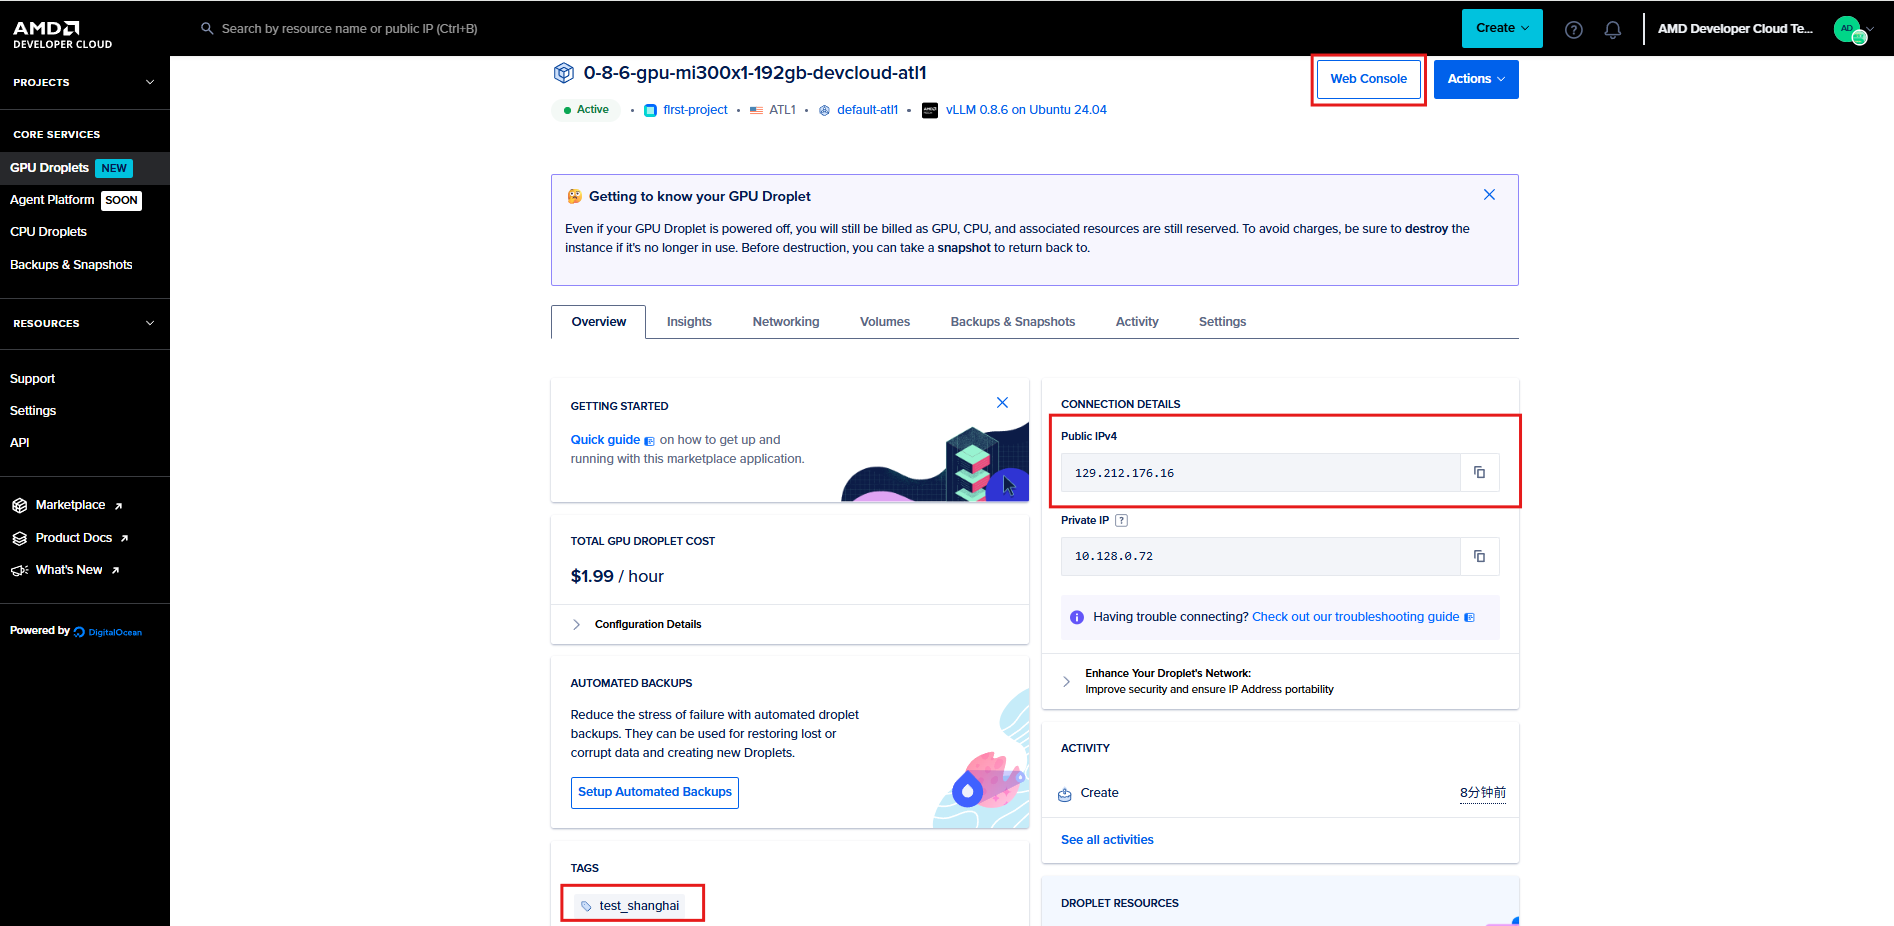 AMD
DEVELOPER CLOUD
Search by resource name or public IP (Ctrl+B)
Create
AMD Developer Cloud Te...
AD
PROJECTS
CORE SERVICES
GPU Droplets NEW
Agent Platform SOON
CPU Droplets
Backups & Snapshots
RESOURCES
Support
Settings
API
Marketplace
Product Docs
What's New
Powered by DigitalOcean
0-8-6-gpu-mi300x1-192gb-devcloud-atl1
Web Console
Actions
Active • first-project • ATL1 • default-atl1 • vLLM 0.8.6 on Ubuntu 24.04
Getting to know your GPU Droplet
Even if your GPU Droplet is powered off, you will still be billed as GPU, CPU, and associated resources are still reserved. To avoid charges, be sure to destroy the
instance if it's no longer in use. Before destruction, you can take a snapshot to return back to.
Overview
Insights
Networking
Volumes
Backups & Snapshots
Activity
Settings
GETTING STARTED
Quick guide on how to get up and
running with this marketplace application.
TOTAL GPU DROPLET COST
$1.99 / hour
Configuration Details
AUTOMATED BACKUPS
Reduce the stress of failure with automated droplet
backups. They can be used for restoring lost or
corrupt data and creating new Droplets.
Setup Automated Backups
TAGS
test_shanghai
CONNECTION DETAILS
Public IPv4
129.212.176.16
Private IP ?
10.128.0.72
Having trouble connecting? Check out our troubleshooting guide
Enhance Your Droplet's Network:
Improve security and ensure IP Address portability
ACTIVITY
Create
8分钟前
See all activities
DROPLET RESOURCES